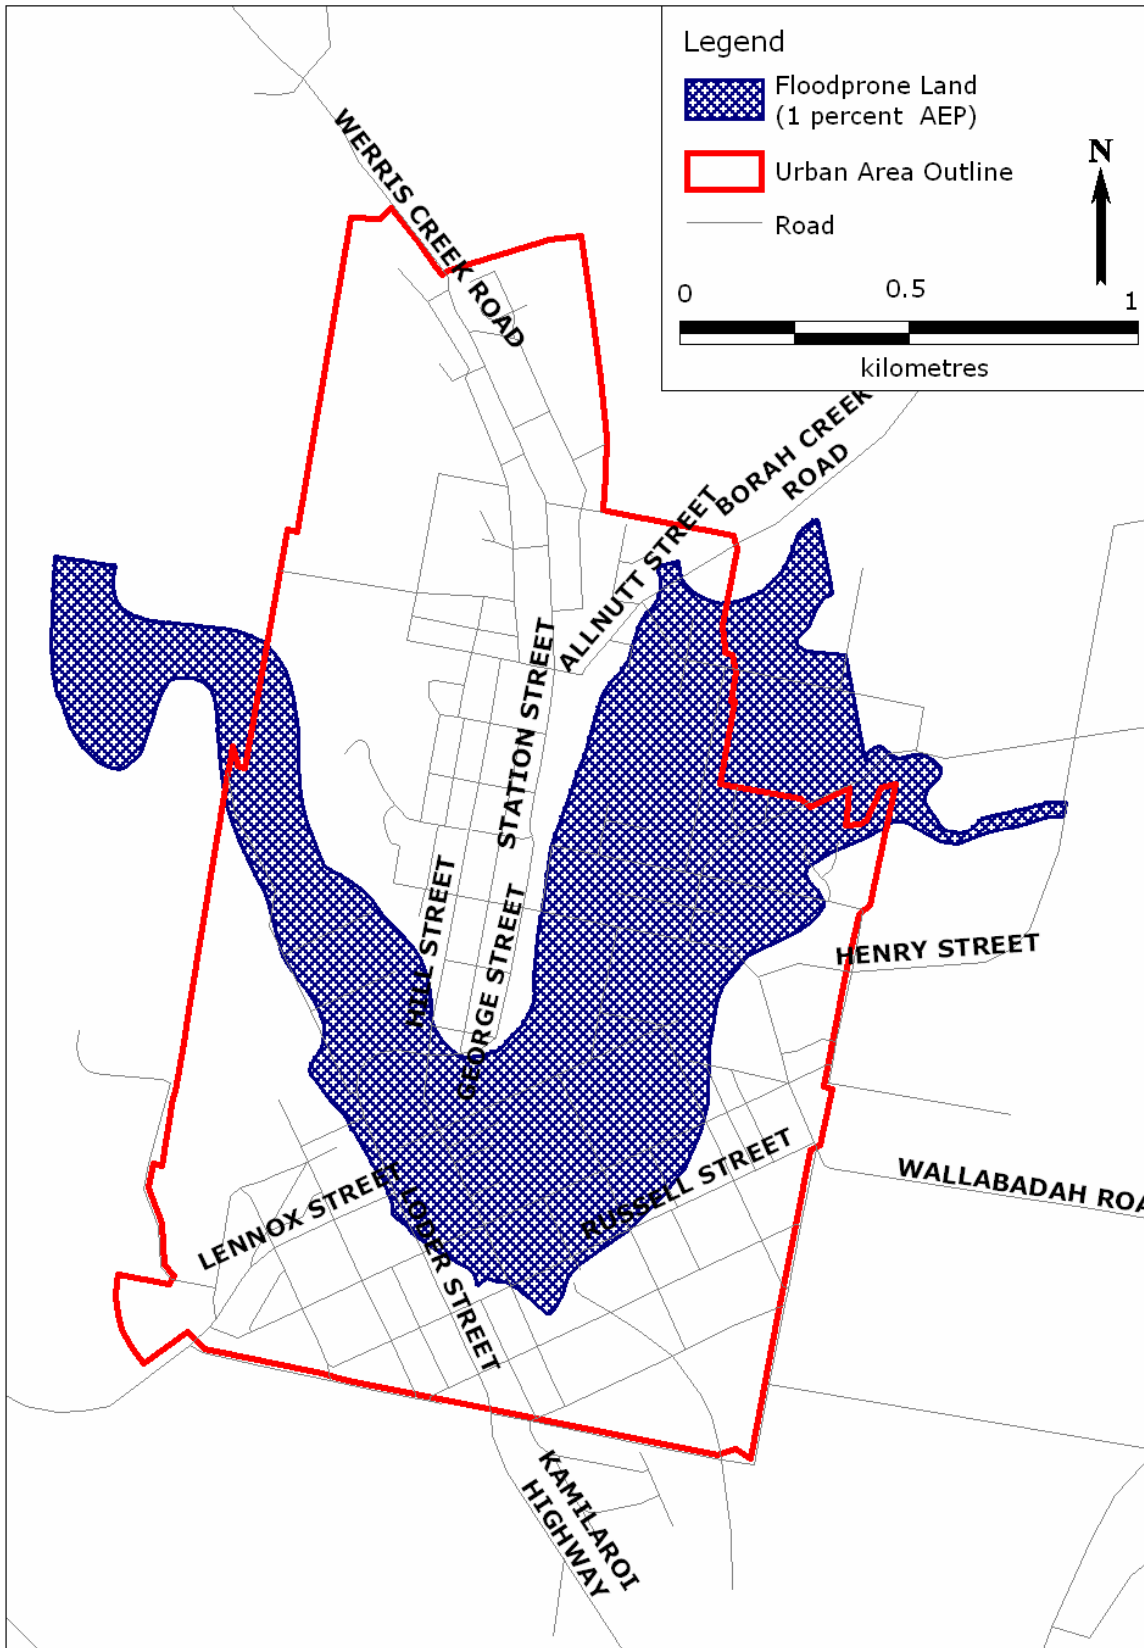 Legend
Floodprone Land
(1 percent AEP)
Urban Area Outline
Road
N
0 0.5 1
kilometres
WERRIS CREEK ROAD
BORAH CREEK
ROAD
ALLNUTT STREET
STATION STREET
HILL STREET
GEORGE STREET
HENRY STREET
RUSSELL STREET
WALLABADAH ROA
LENNOX STREET
LODER STREET
KAMILAROI
HIGHWAY